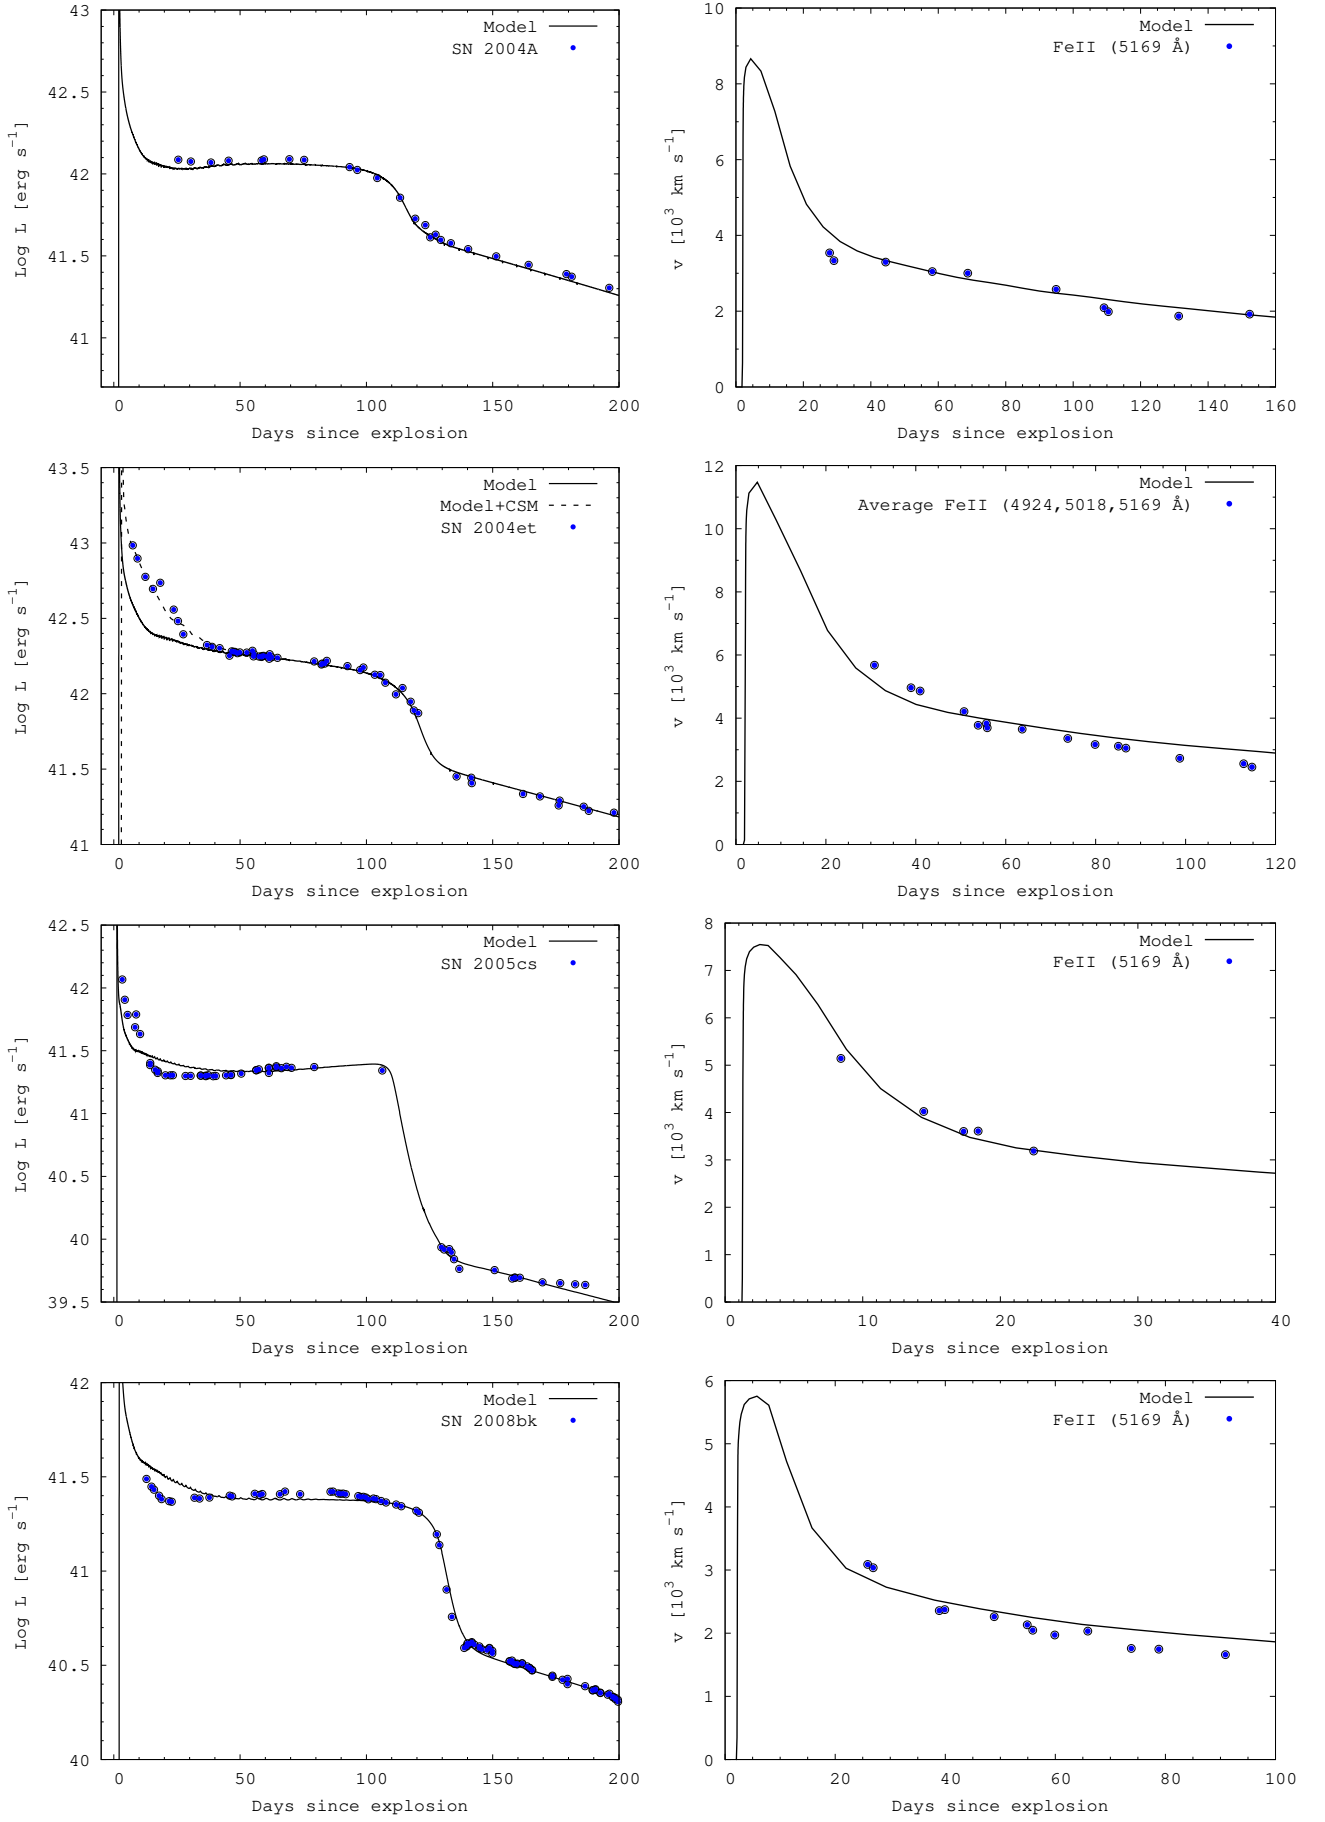 43
42.5
42
41.5
41
Log L [erg s⁻¹]
Model
SN 2004A
0 50 100 150 200
Days since explosion
10
8
6
4
2
0
v [10³ km s⁻¹]
Model
FeII (5169 Å)
0 20 40 60 80 100 120 140 160
Days since explosion
43.5
43
42.5
42
41.5
41
Log L [erg s⁻¹]
Model
Model+CSM
SN 2004et
0 50 100 150 200
Days since explosion
12
10
8
6
4
2
0
v [10³ km s⁻¹]
Model
Average FeII (4924,5018,5169 Å)
0 20 40 60 80 100 120
Days since explosion
42.5
42
41.5
41
40.5
40
39.5
Log L [erg s⁻¹]
Model
SN 2005cs
0 50 100 150 200
Days since explosion
8
7
6
5
4
3
2
1
0
v [10³ km s⁻¹]
Model
FeII (5169 Å)
0 10 20 30 40
Days since explosion
42
41.5
41
40.5
40
Log L [erg s⁻¹]
Model
SN 2008bk
0 50 100 150 200
Days since explosion
6
5
4
3
2
1
0
v [10³ km s⁻¹]
Model
FeII (5169 Å)
0 20 40 60 80 100
Days since explosion